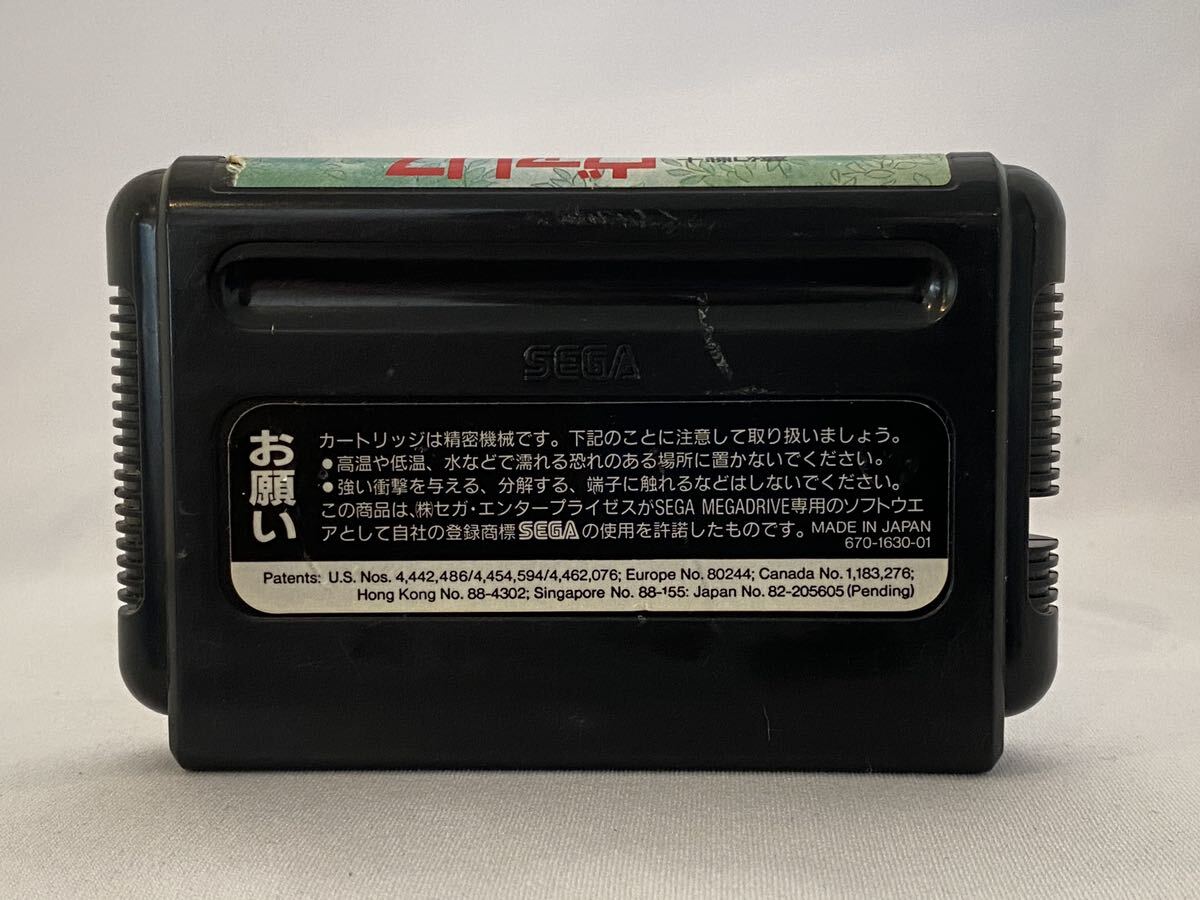 SEGA
お願い
カートリッジは精密機械です。下記のことに注意して取り扱いましょう。
●高温や低温、水などで濡れる恐れのある場所に置かないでください。
●強い衝撃を与える、分解する、端子に触れるなどはしないでください。
この商品は、㈱セガ・エンタープライゼスがSEGA MEGADRIVE専用のソフトウエ
アとして自社の登録商標SEGAの使用を許諾したものです。MADE IN JAPAN
670-1630-01
Patents: U.S. Nos. 4,442,486/4,454,594/4,462,076; Europe No. 80244; Canada No. 1,183,276;
Hong Kong No. 88-4302; Singapore No. 88-155: Japan No. 82-205605 (Pending)